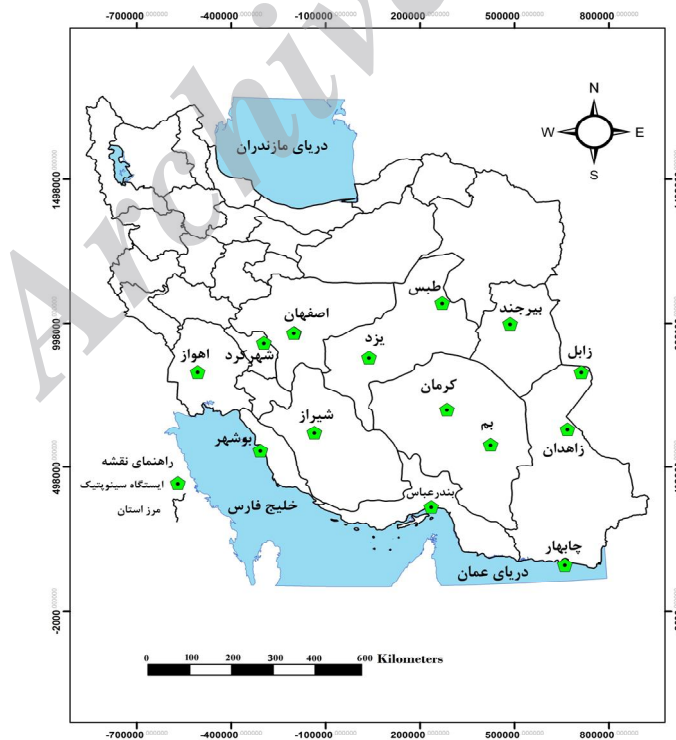 -700000 -400000 -100000 200000 500000 800000
Archive
N
W E
S
دریای مازندران
1498000
998000
498000
-2000
طبس
بیرجند
اصفهان
شهرکرد
یزد
زابل
اهواز
کرمان
شیراز
بم
زاهدان
بوشهر
راهنمای نقشه
ایستگاه سینوپتیک
مرز استان
خلیج فارس
بندرعباس
چابهار
دریای عمان
0 100 200 300 400 600 Kilometers
-700000 -400000 -100000 200000 500000 800000